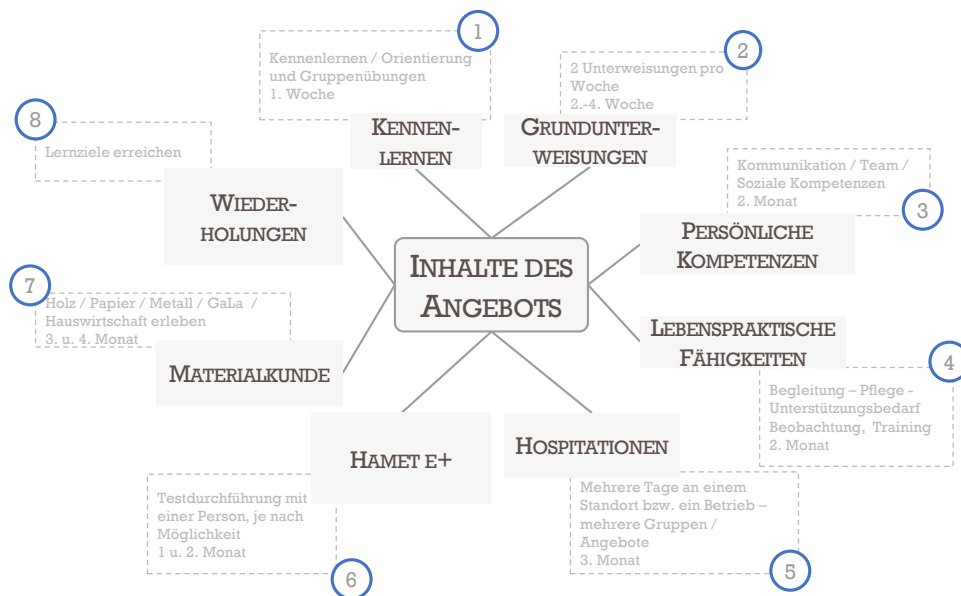 INHALTE DES
ANGEBOTS
1
Kennenlernen / Orientierung
und Gruppenübungen
1. Woche
KENNEN-
LERNEN
2
2 Unterweisungen pro
Woche
2.-4. Woche
GRUNDUNTER-
WEISUNGEN
3
Kommunikation / Team /
Soziale Kompetenzen
2. Monat
PERSÖNLICHE
KOMPETENZEN
LEBENSPRAKTISCHE
FÄHIGKEITEN
4
Begleitung – Pflege -
Unterstützungsbedarf
Beobachtung, Training
2. Monat
HOSPITATIONEN
Mehrere Tage an einem
Standort bzw. ein Betrieb –
mehrere Gruppen /
Angebote
3. Monat
5
HAMET E+
Testdurchführung mit
einer Person, je nach
Möglichkeit
1 u. 2. Monat
6
7
Holz / Papier / Metall / GaLa /
Hauswirtschaft erleben
3. u. 4. Monat
MATERIALKUNDE
8
Lernziele erreichen
WIEDER-
HOLUNGEN